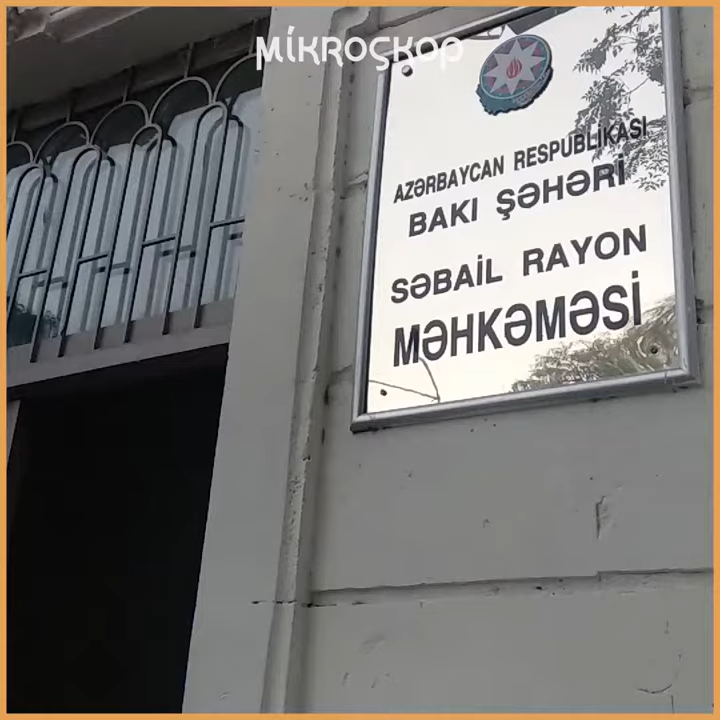 MİKROSKOP
AZƏRBAYCAN RESPUBLİKASI
BAKI ŞƏHƏRİ
SƏBAİL RAYON
MƏHKƏMƏSİ